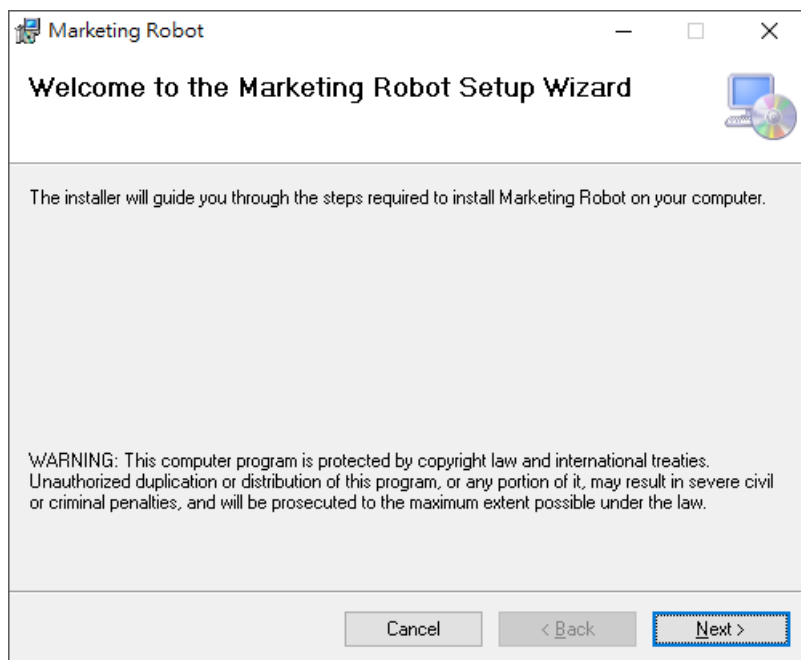 Marketing Robot
Welcome to the Marketing Robot Setup Wizard
The installer will guide you through the steps required to install Marketing Robot on your computer.
WARNING: This computer program is protected by copyright law and international treaties.
Unauthorized duplication or distribution of this program, or any portion of it, may result in severe civil
or criminal penalties, and will be prosecuted to the maximum extent possible under the law.
Cancel
< Back
Next >